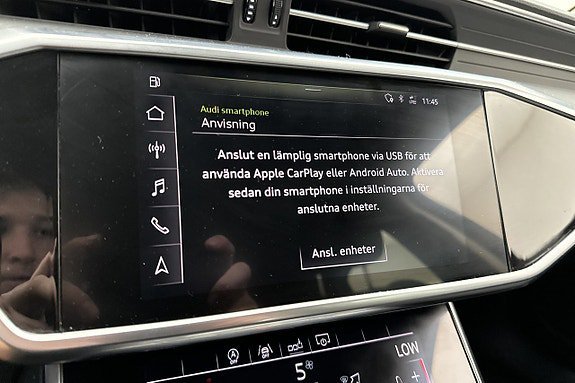 11:45
Audi smartphone
Anvisning
Anslut en lämplig smartphone via USB för att
använda Apple CarPlay eller Android Auto. Aktivera
sedan din smartphone i inställningarna för
anslutna enheter.
Ansl. enheter
LOW
5